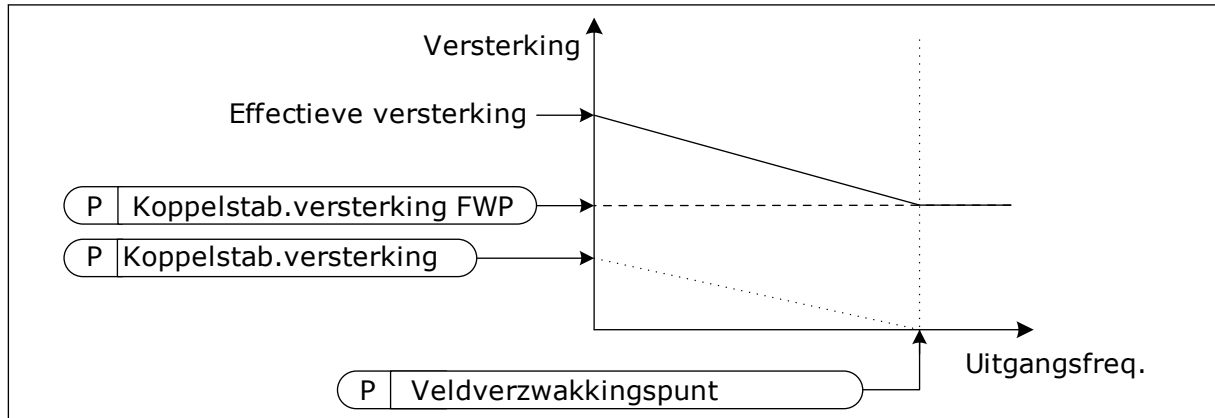 Versterking
Effectieve versterking
P Koppelstab.versterking FWP
P Koppelstab.versterking
Uitgangsfreq.
P Veldverzwakkingspunt